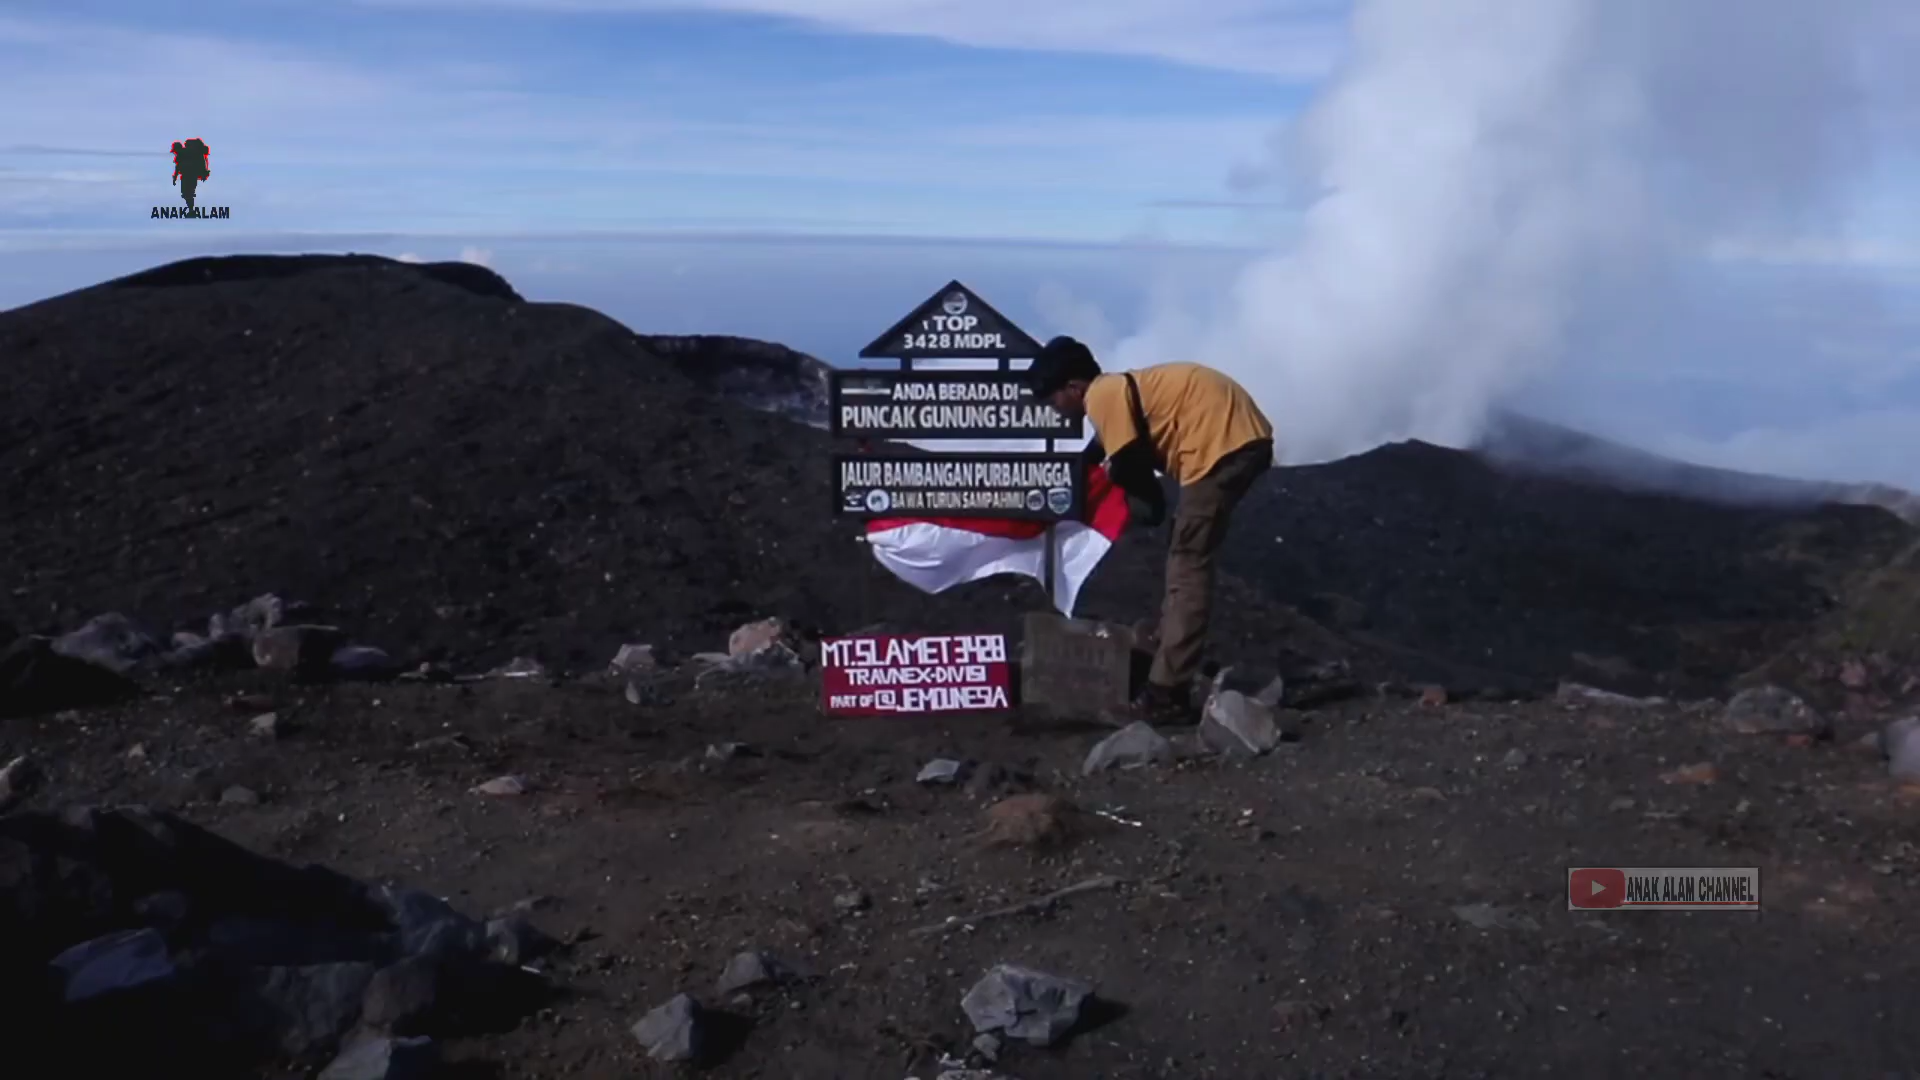 ANAK ALAM
TOP
3428 MDPL
ANDA BERADA DI
PUNCAK GUNUNG SLAMET
JALUR BAMBANGAN PURBALINGGA
BAWA TURUN SAMPAHMU
MT.SLAMET 3428
TRAVNEX-DIVISI
PART OF @JEMOUNESIA
ANAK ALAM CHANNEL